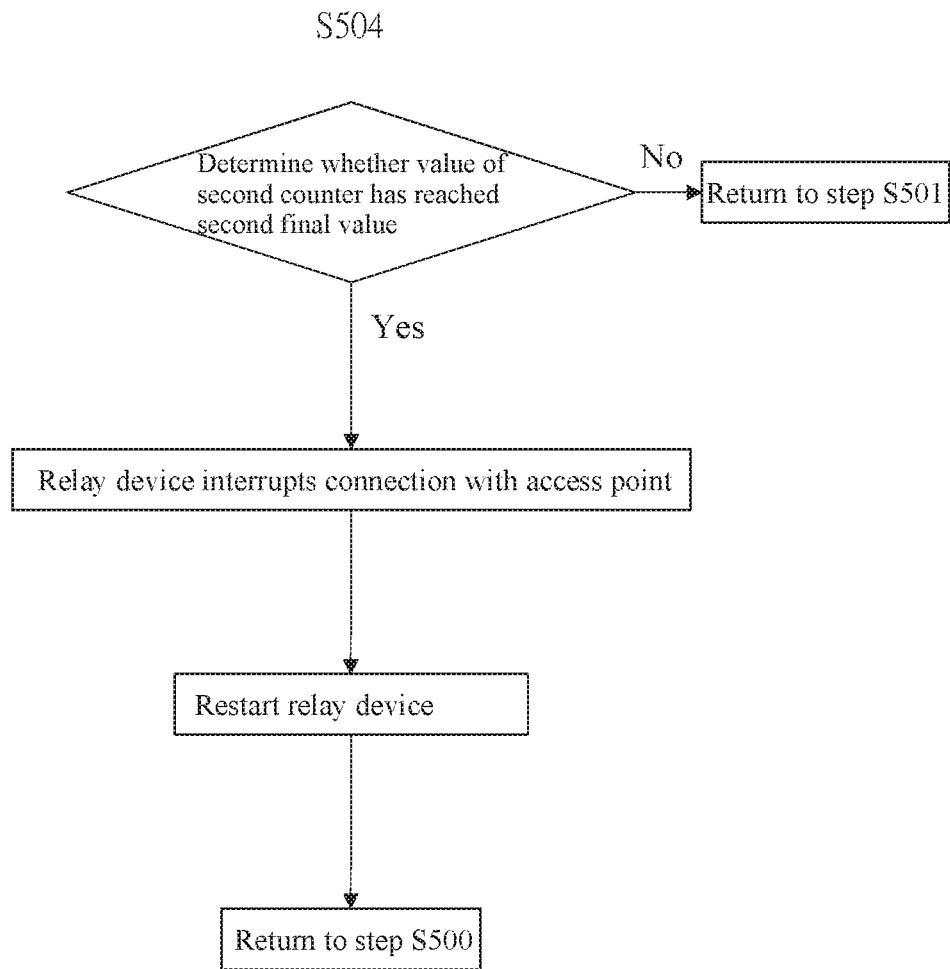 S504
Determine whether value of
second counter has reached
second final value
No
Return to step S501
Yes
Relay device interrupts connection with access point
Restart relay device
Return to step S500